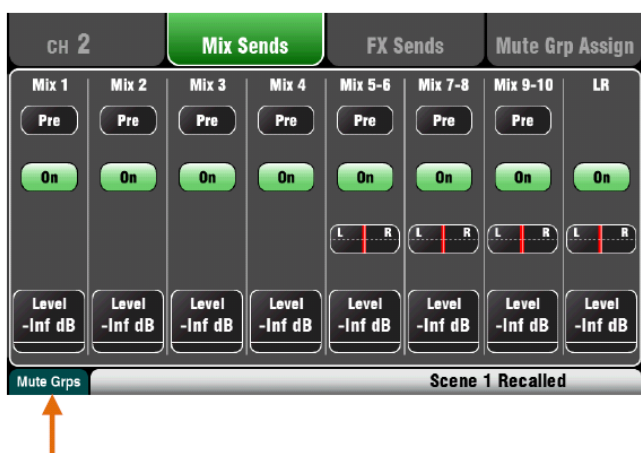 CH 2 Mix Sends FX Sends Mute Grp Assign
Mix 1 Mix 2 Mix 3 Mix 4 Mix 5-6 Mix 7-8 Mix 9-10 LR
Pre Pre Pre Pre Pre Pre Pre
On On On On On On On On
L R L R L R L R
Level Level Level Level Level Level Level Level
-Inf dB -Inf dB -Inf dB -Inf dB -Inf dB -Inf dB -Inf dB -Inf dB
Mute Grps Scene 1 Recalled